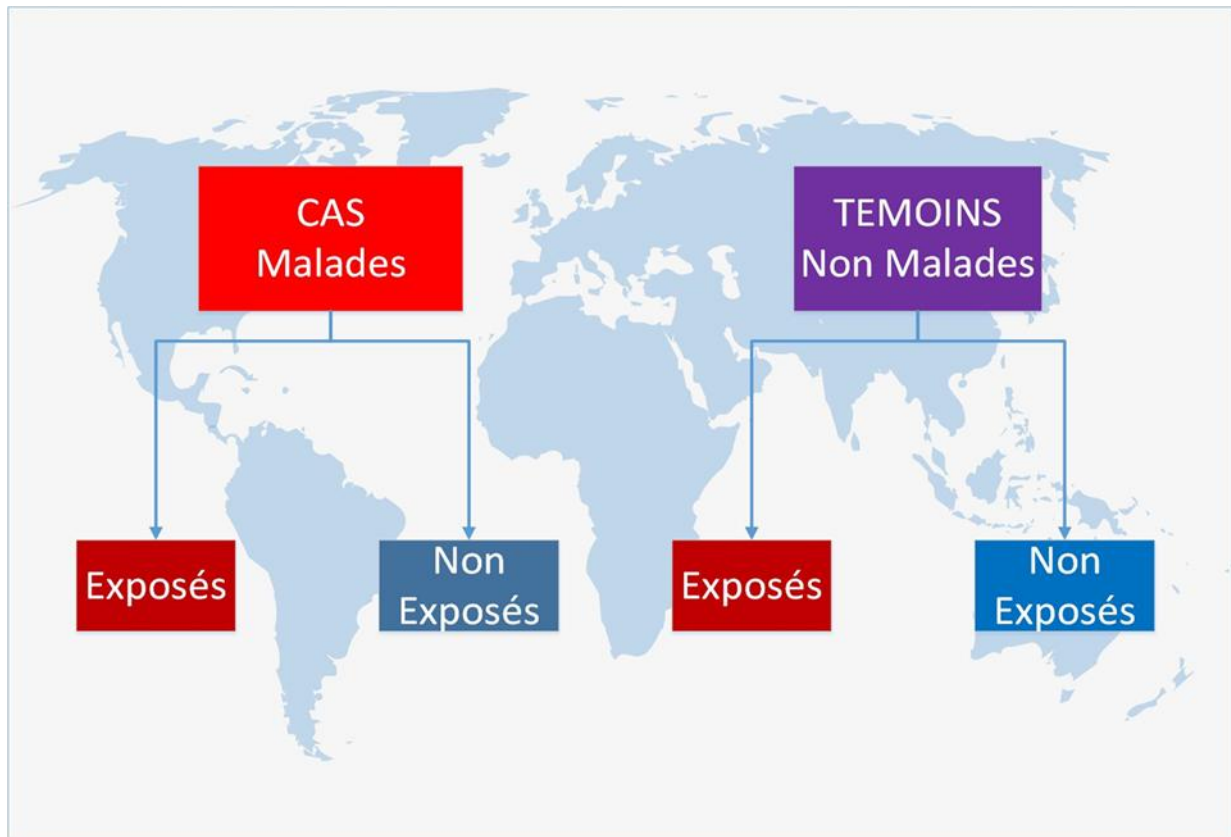 CAS
Malades
TEMOINS
Non Malades
Exposés
Non
Exposés
Exposés
Non
Exposés